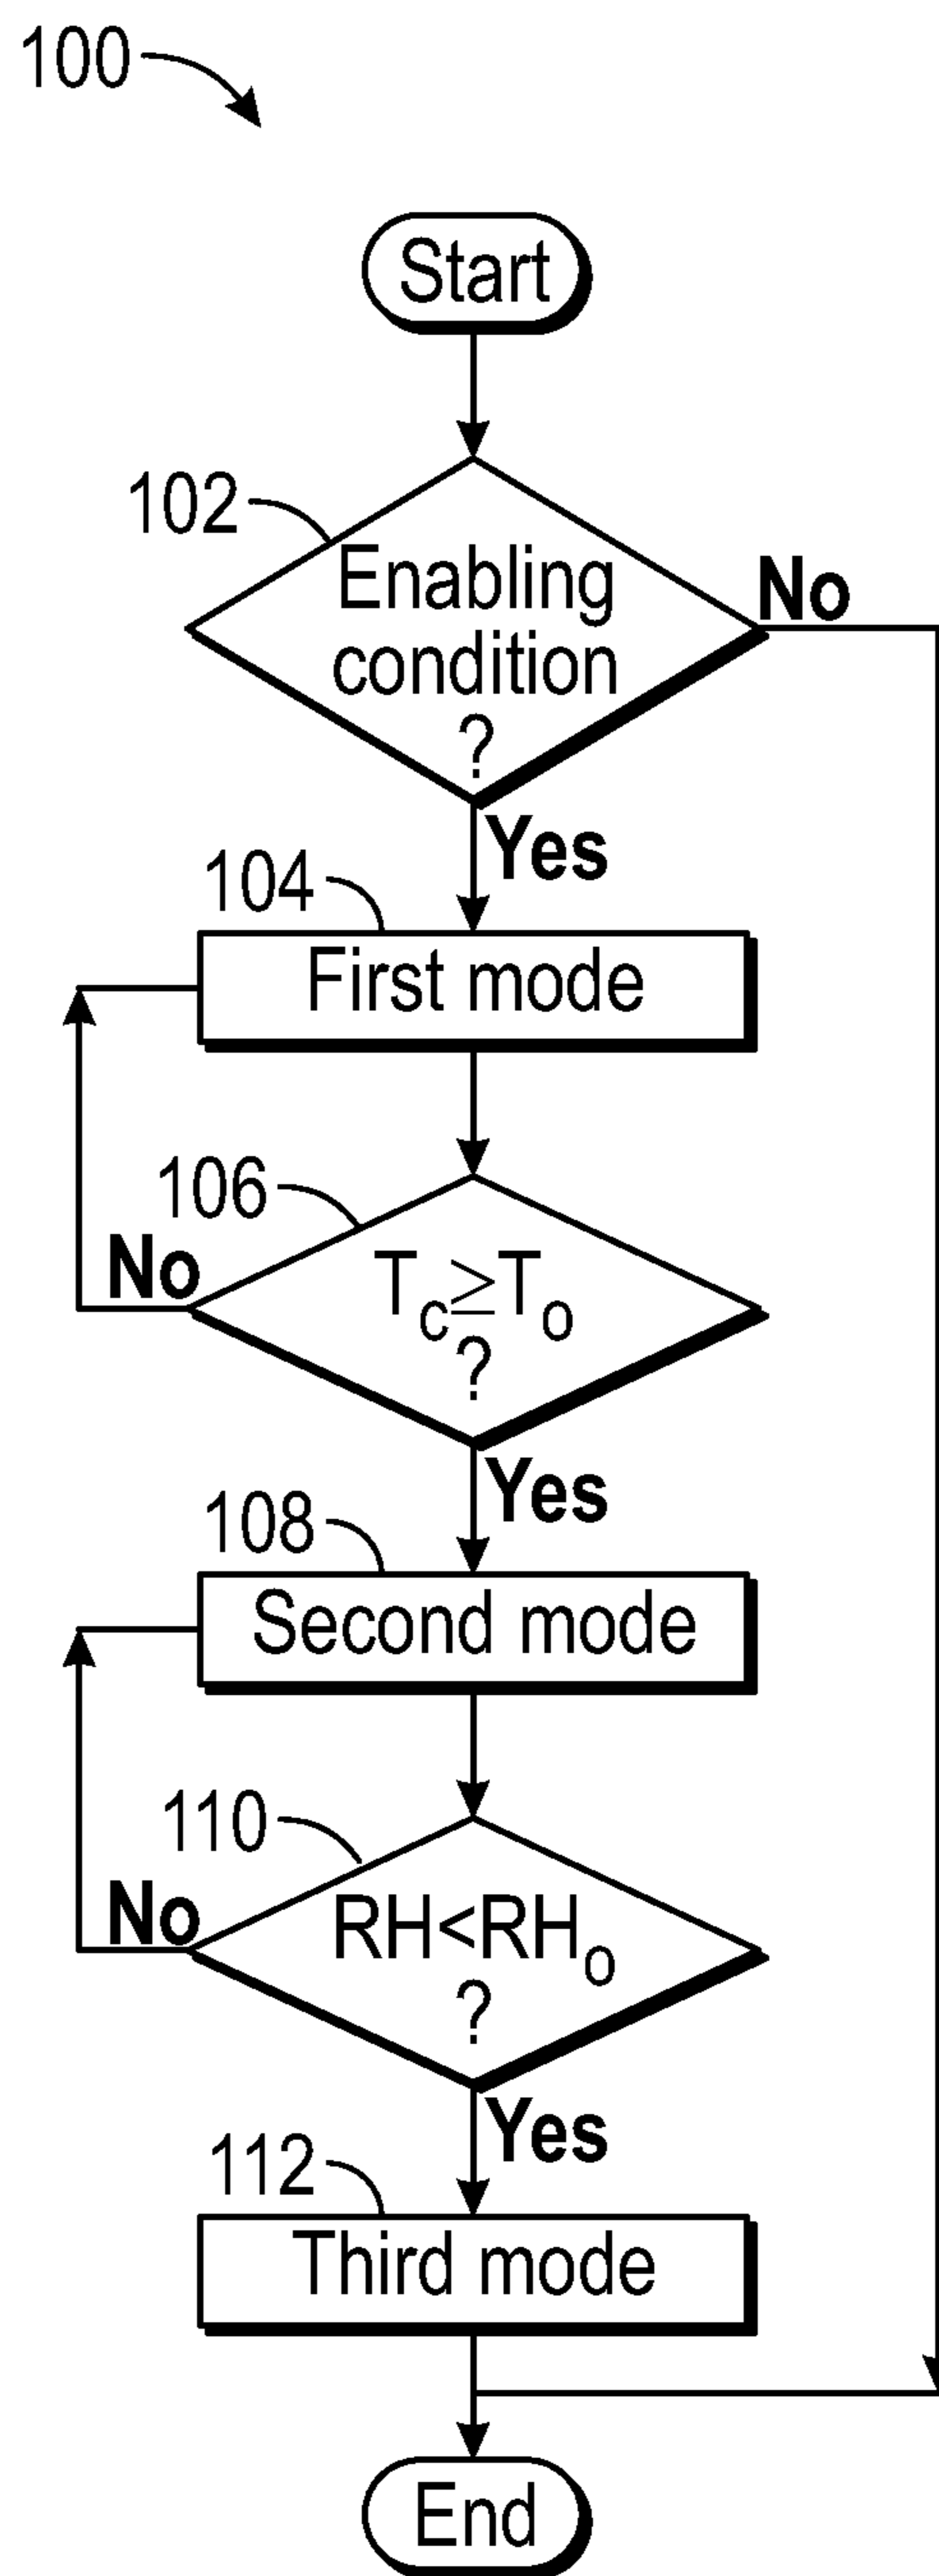 100
Start
102
Enabling
condition
?
No
Yes
104
First mode
106
Tc≥To
?
No
Yes
108
Second mode
110
RH<RHo
?
No
Yes
112
Third mode
End